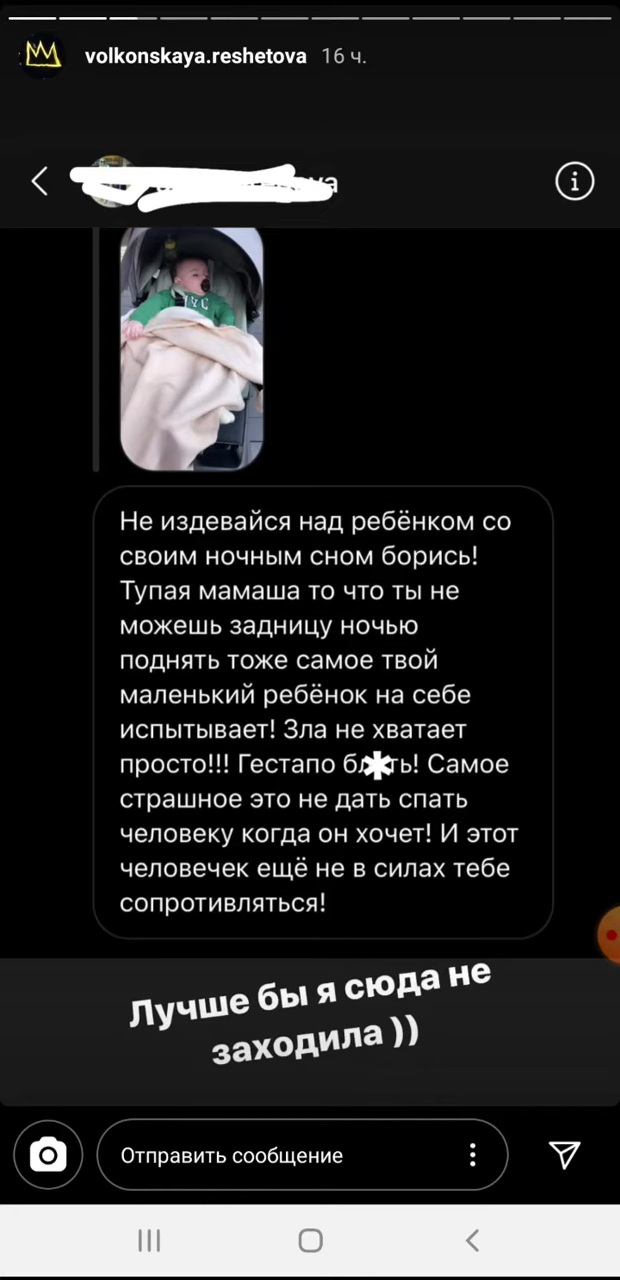 volkonskaya.reshetova 16 ч.
Не издевайся над ребёнком со
своим ночным сном борись!
Тупая мамаша то что ты не
можешь задницу ночью
поднять тоже самое твой
маленький ребёнок на себе
испытывает! Зла не хватает
просто!!! Гестапо бл*ть! Самое
страшное это не дать спать
человеку когда он хочет! И этот
человечек ещё не в силах тебе
сопротивляться!
Лучше бы я сюда не
заходила ))
Отправить сообщение